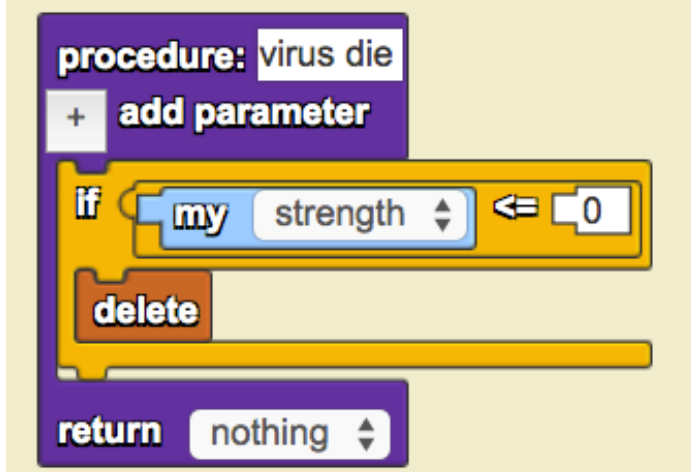 procedure: virus die
+ add parameter
if my strength <= 0
delete
return nothing